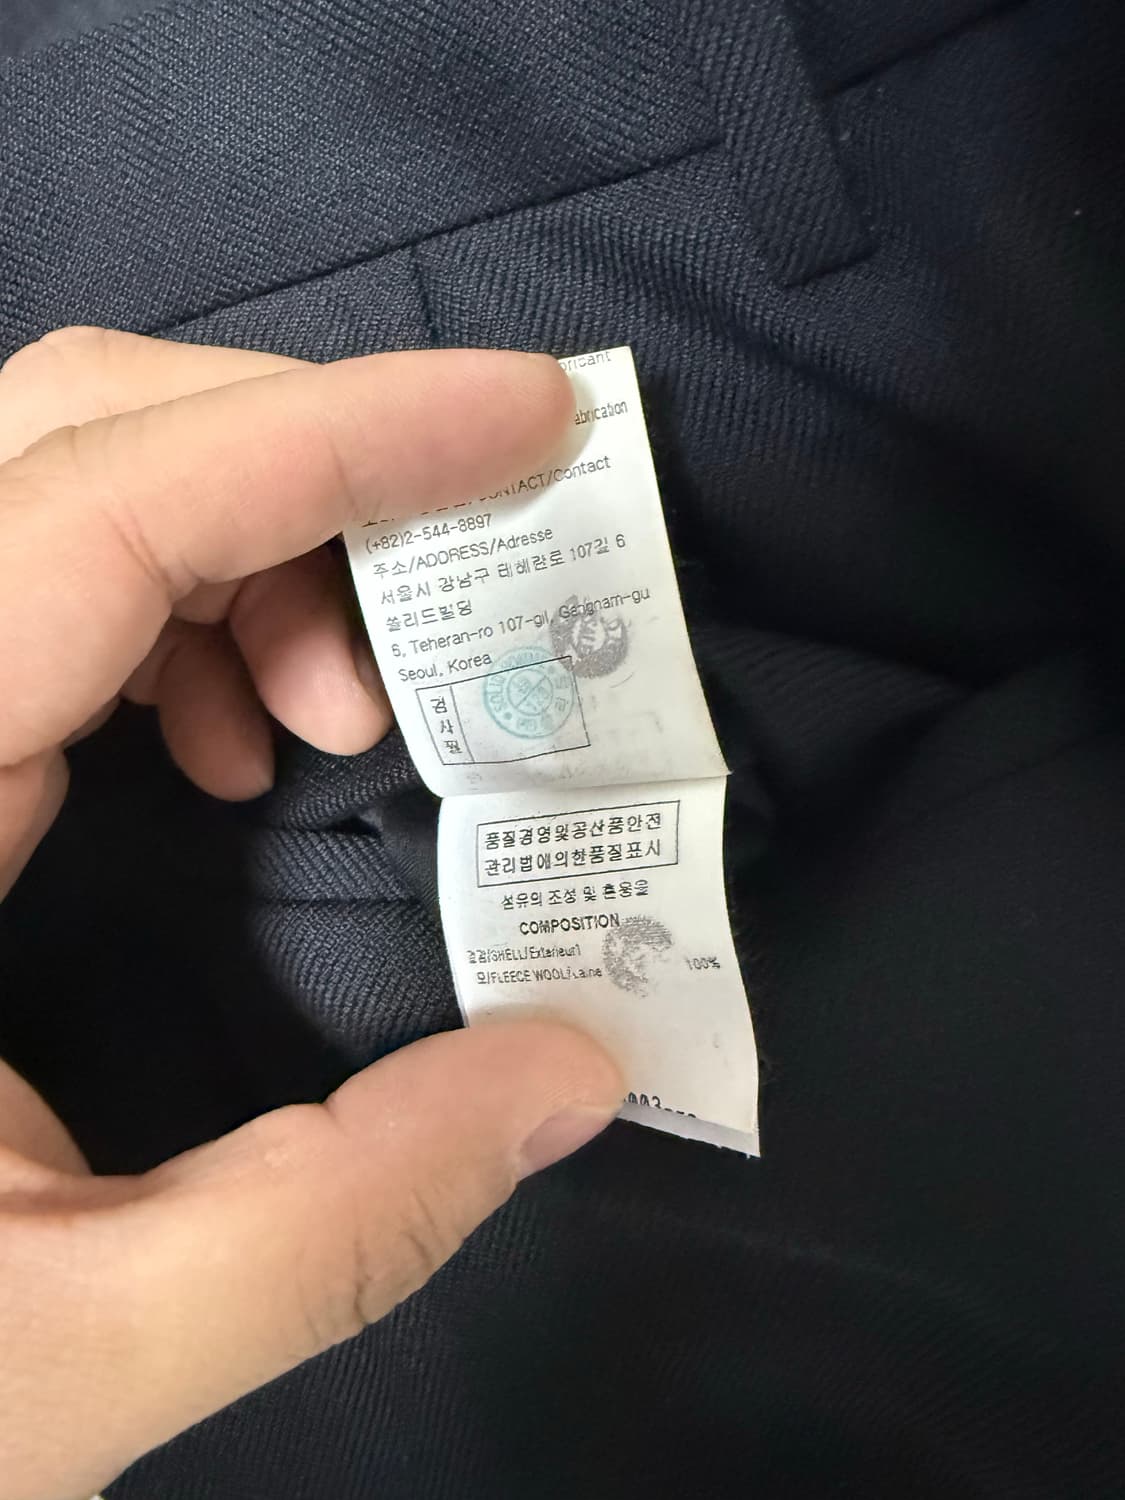 CONTACT/Contact
(+82)2-544-8897
주소/ADDRESS/Adresse
서울시 강남구 테헤란로 107길 6
쏠리드빌딩
6, Teheran-ro 107-gil, Gangnam-gu
Seoul, Korea
검
사
필
품질경영및공산품안전
관리법에의한품질표시
섬유의 조성 및 혼용율
COMPOSITION
겉감/SHELL/Exterieur1
모/FLEECE WOOL/Laine 100%